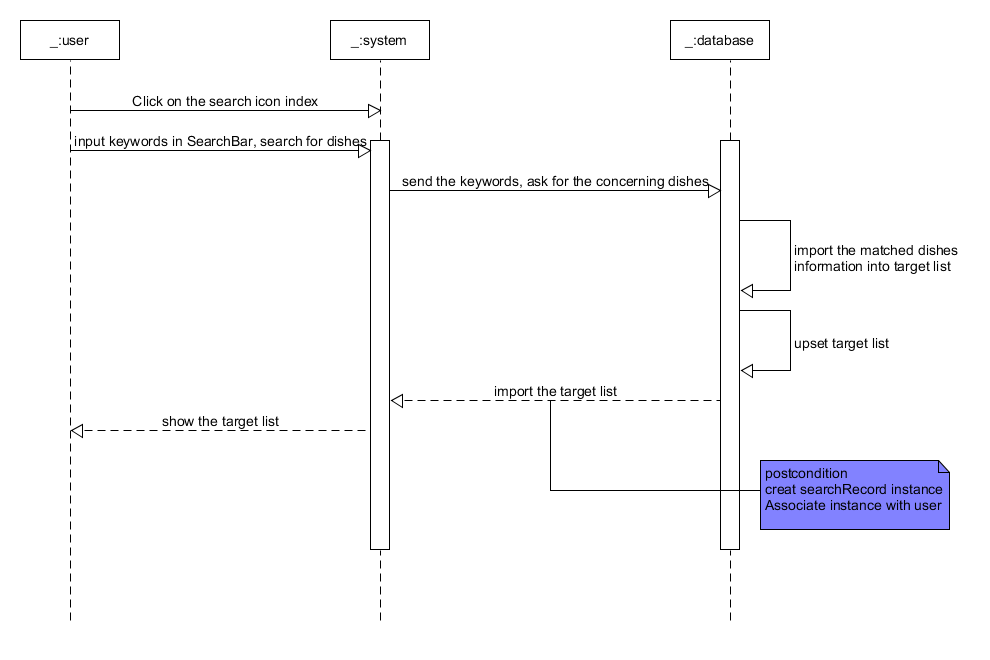 _:user
_:system
_:database
Click on the search icon index
input keywords in SearchBar, search for dishes
send the keywords, ask for the concerning dishes
import the matched dishes
information into target list
upset target list
import the target list
show the target list
postcondition
creat searchRecord instance
Associate instance with user